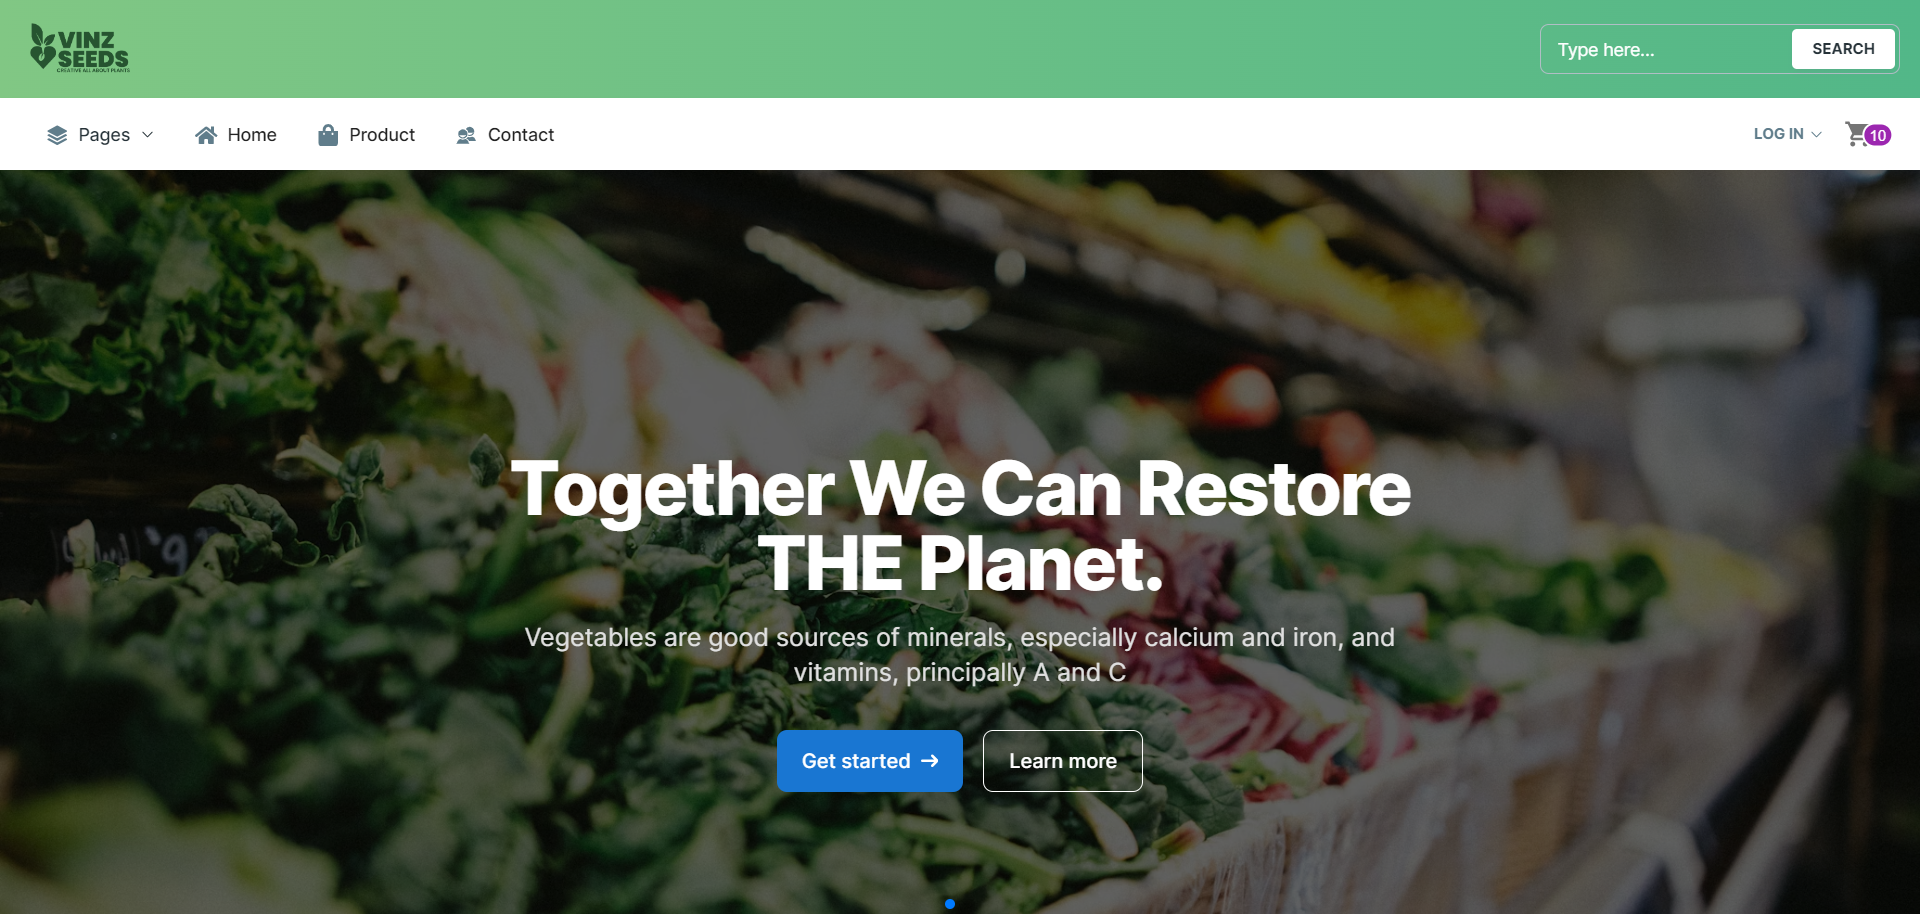 VINZ
SEEDS
CREATIVE ALL ABOUT PLANTS
Type here...
SEARCH
Pages
Home
Product
Contact
LOG IN
10
Together We Can Restore
THE Planet.
Vegetables are good sources of minerals, especially calcium and iron, and
vitamins, principally A and C
Get started →
Learn more